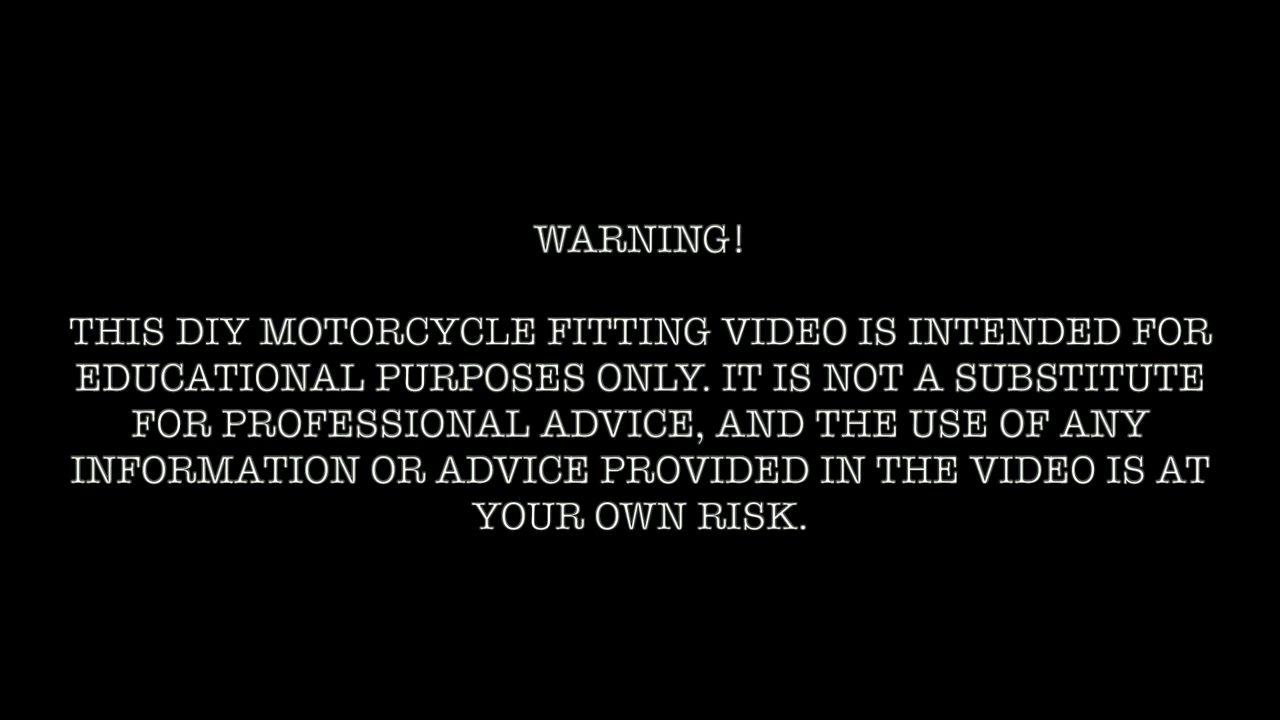 WARNING!
THIS DIY MOTORCYCLE FITTING VIDEO IS INTENDED FOR
EDUCATIONAL PURPOSES ONLY. IT IS NOT A SUBSTITUTE
FOR PROFESSIONAL ADVICE, AND THE USE OF ANY
INFORMATION OR ADVICE PROVIDED IN THE VIDEO IS AT
YOUR OWN RISK.